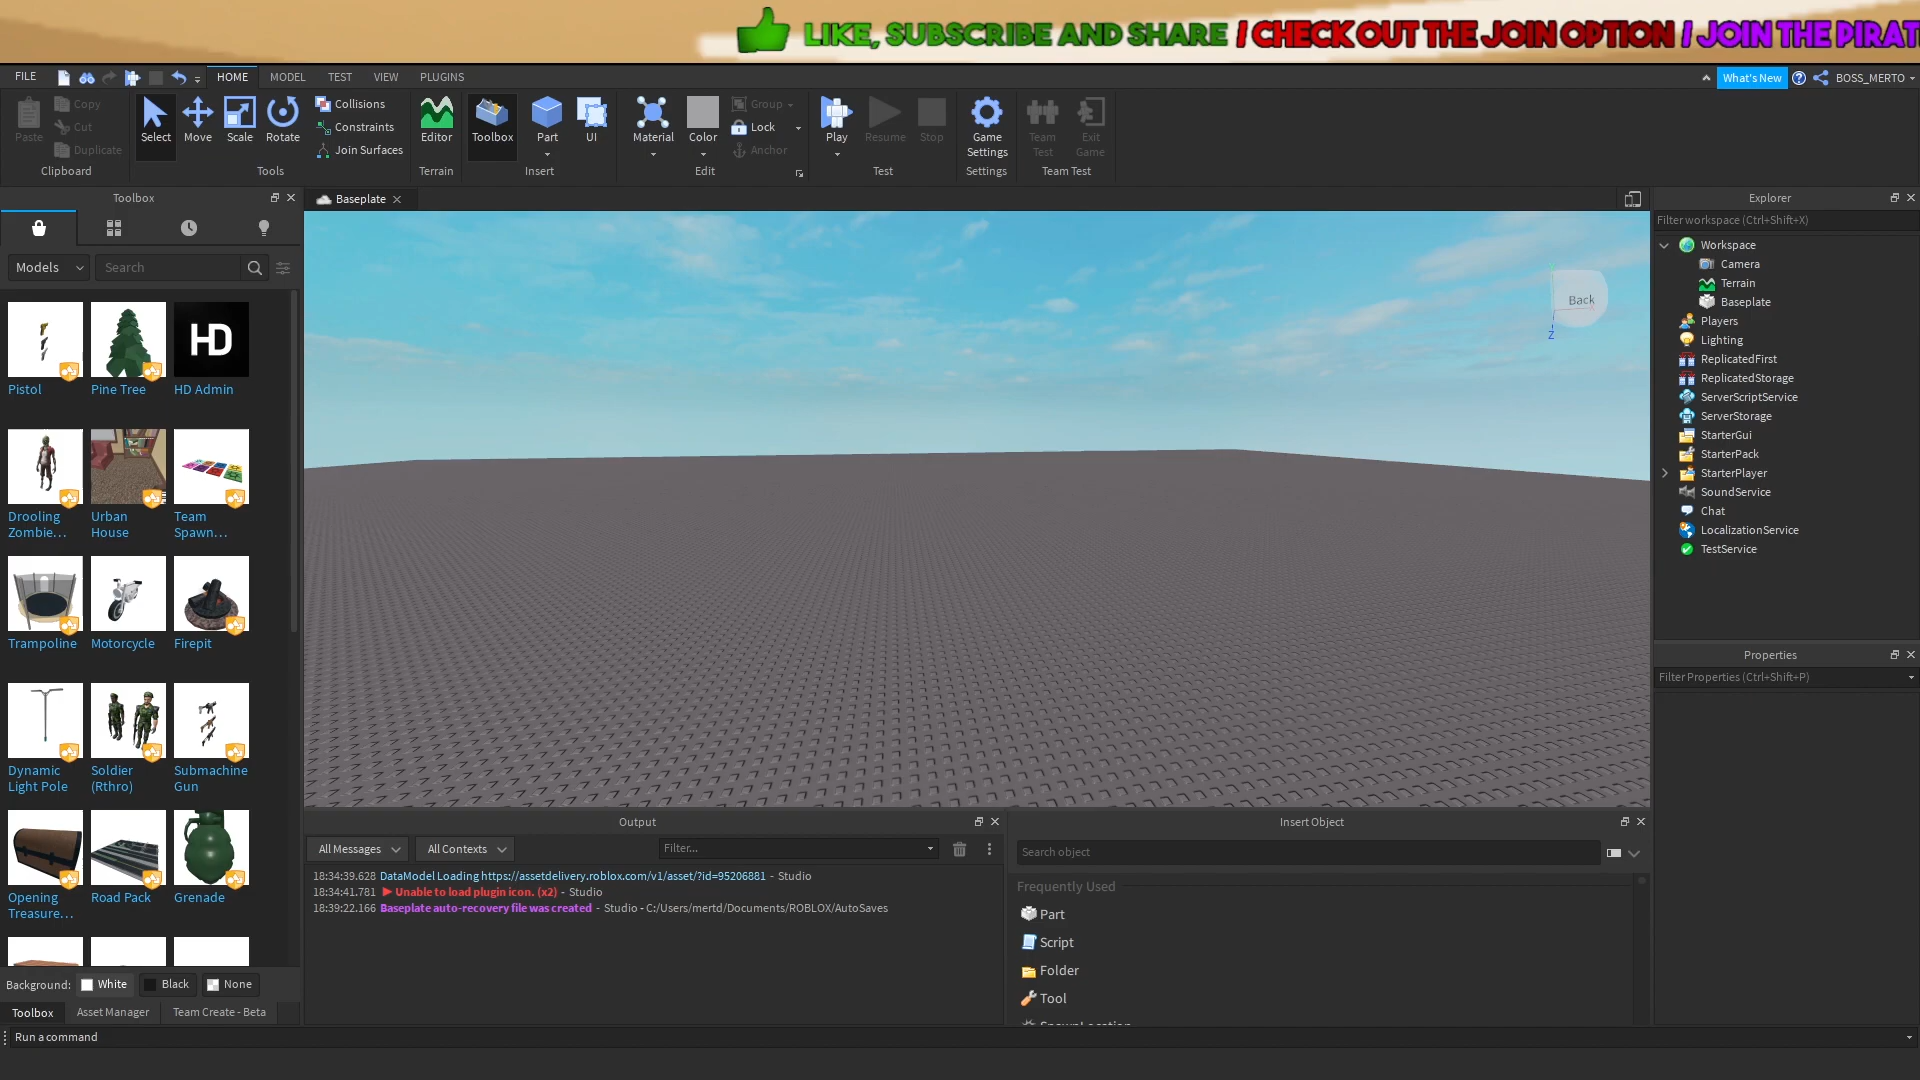 LIKE, SUBSCRIBE AND SHARE / CHECK OUT THE JOIN OPTION / JOIN THE PIRAT
FILE
HOME
MODEL
TEST
VIEW
PLUGINS
What's New
BOSS_MERTO
Paste
Copy
Cut
Duplicate
Clipboard
Select
Move
Scale
Rotate
Collisions
Constraints
Join Surfaces
Tools
Editor
Terrain
Toolbox
Part
UI
Insert
Material
Color
Group
Lock
Anchor
Edit
Play
Resume
Stop
Test
Game
Settings
Settings
Team
Test
Exit
Game
Team Test
Toolbox
Models
Search
Pistol
Pine Tree
HD
HD Admin
Drooling
Zombie...
Urban
House
Team
Spawn...
Trampoline
Motorcycle
Firepit
Dynamic
Light Pole
Soldier
(Rthro)
Submachine
Gun
Opening
Treasure...
Road Pack
Grenade
Background:
White
Black
None
Toolbox
Asset Manager
Team Create - Beta
Run a command
Baseplate
Back
Z
Output
All Messages
All Contexts
Filter...
18:34:39.628 DataModel Loading https://assetdelivery.roblox.com/v1/asset/?id=95206881 - Studio
18:34:41.781 Unable to load plugin icon. (x2) - Studio
18:39:22.166 Baseplate auto-recovery file was created - Studio - C:/Users/mertd/Documents/ROBLOX/AutoSaves
Insert Object
Search object
Frequently Used
Part
Script
Folder
Tool
SpawnLocation
Explorer
Filter workspace (Ctrl+Shift+X)
Workspace
Camera
Terrain
Baseplate
Players
Lighting
ReplicatedFirst
ReplicatedStorage
ServerScriptService
ServerStorage
StarterGui
StarterPack
StarterPlayer
SoundService
Chat
LocalizationService
TestService
Properties
Filter Properties (Ctrl+Shift+P)